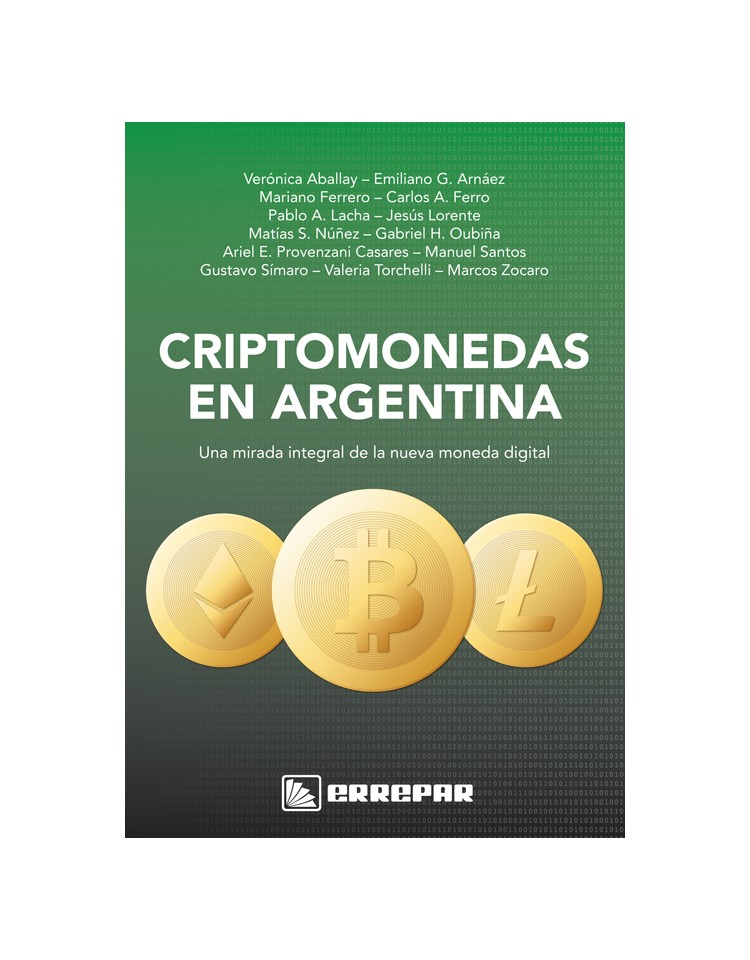 Verónica Aballay – Emiliano G. Arnáez
Mariano Ferrero – Carlos A. Ferro
Pablo A. Lacha – Jesús Lorente
Matías S. Núñez – Gabriel H. Oubiña
Ariel E. Provenzani Casares – Manuel Santos
Gustavo Símaro – Valeria Torchelli – Marcos Zocaro
CRIPTOMONEDAS
EN ARGENTINA
Una mirada integral de la nueva moneda digital
ERREPAR